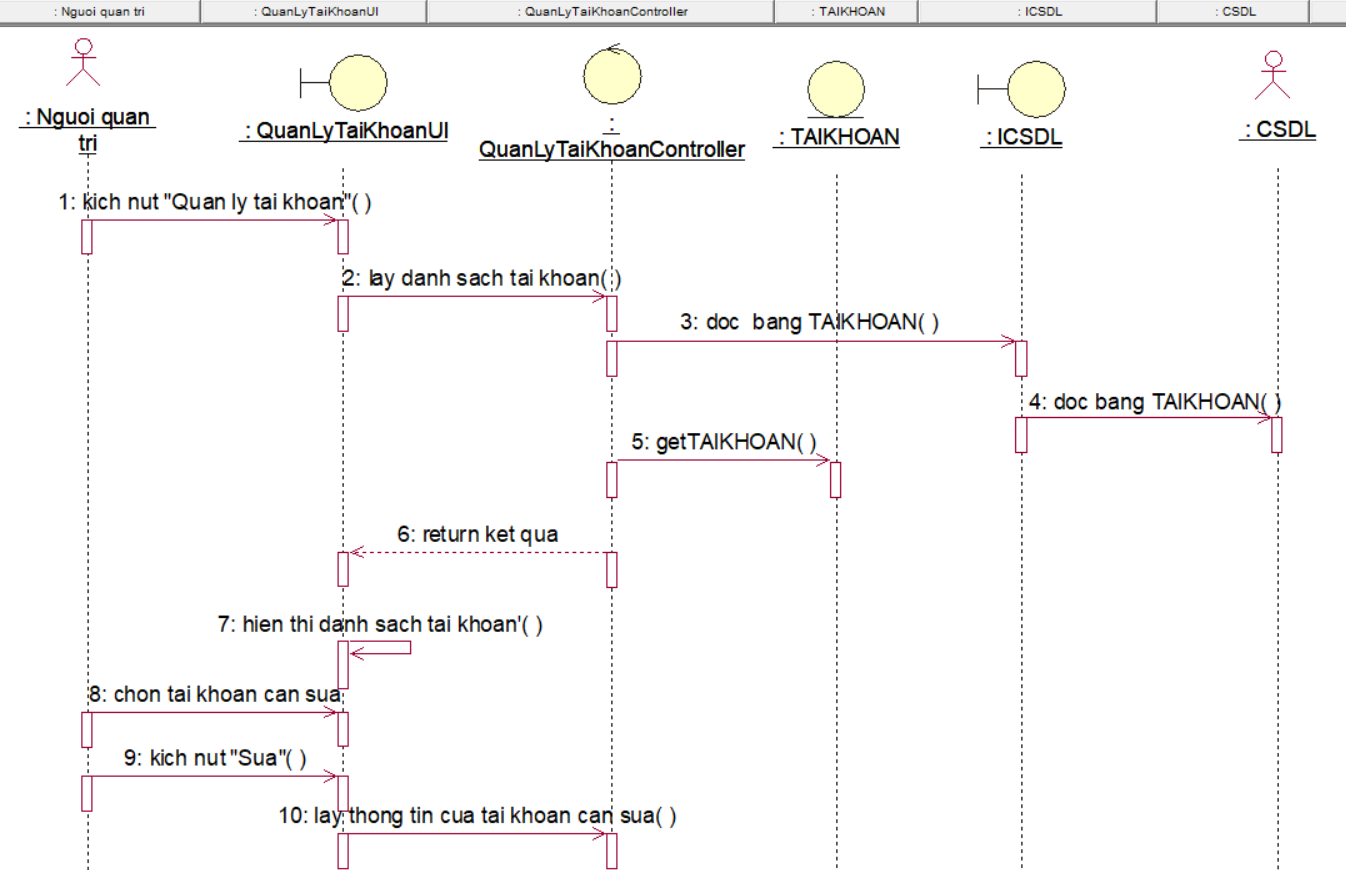 : Nguoi quan tri
: QuanLyTaiKhoanUI
: QuanLyTaiKhoanController
: TAIKHOAN
: ICSDL
: CSDL
: Nguoi quan
tri
: QuanLyTaiKhoanUI
:
QuanLyTaiKhoanController
: TAIKHOAN
: ICSDL
: CSDL
1: kich nut "Quan ly tai khoan"( )
2: lay danh sach tai khoan( )
3: doc bang TAIKHOAN( )
4: doc bang TAIKHOAN( )
5: getTAIKHOAN( )
6: return ket qua
7: hien thi danh sach tai khoan'( )
8: chon tai khoan can sua
9: kich nut "Sua"( )
10: lay thong tin cua tai khoan can sua( )